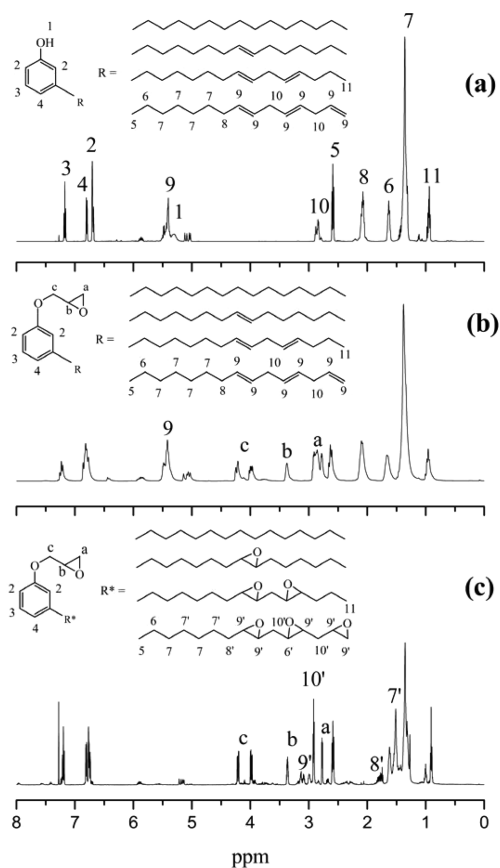 1
OH
2 2
3 4 R
R =
6 7 7 9 10 9 11
5 7 7 8 9 9 10 9
9
(a)
7
3
4
2
9
1
10
5
8
6
11
c a
O b O
2 2
3 4 R
R =
6 7 7 9 10 9 11
5 7 7 8 9 9 10 9
9
(b)
9
c
b
a
c a
O b O
2 2
3 4 R*
R* =
O
O O
11
6 7' 7' 9' O 10' O 9' 9' O
5 7 7 8' 9' 6' 10' 9'
(c)
10'
7'
c
b
9'
a
8'
8 7 6 5 4 3 2 1 0
ppm